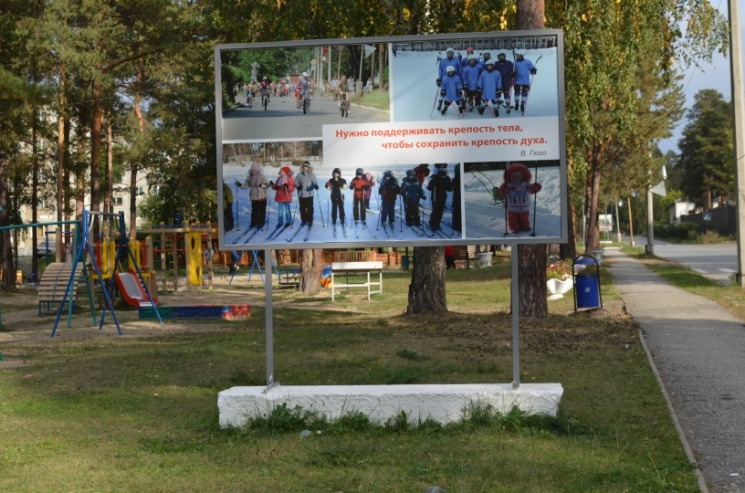 Нужно поддерживать крепость тела,
чтобы сохранить крепость духа.
В. Гюго